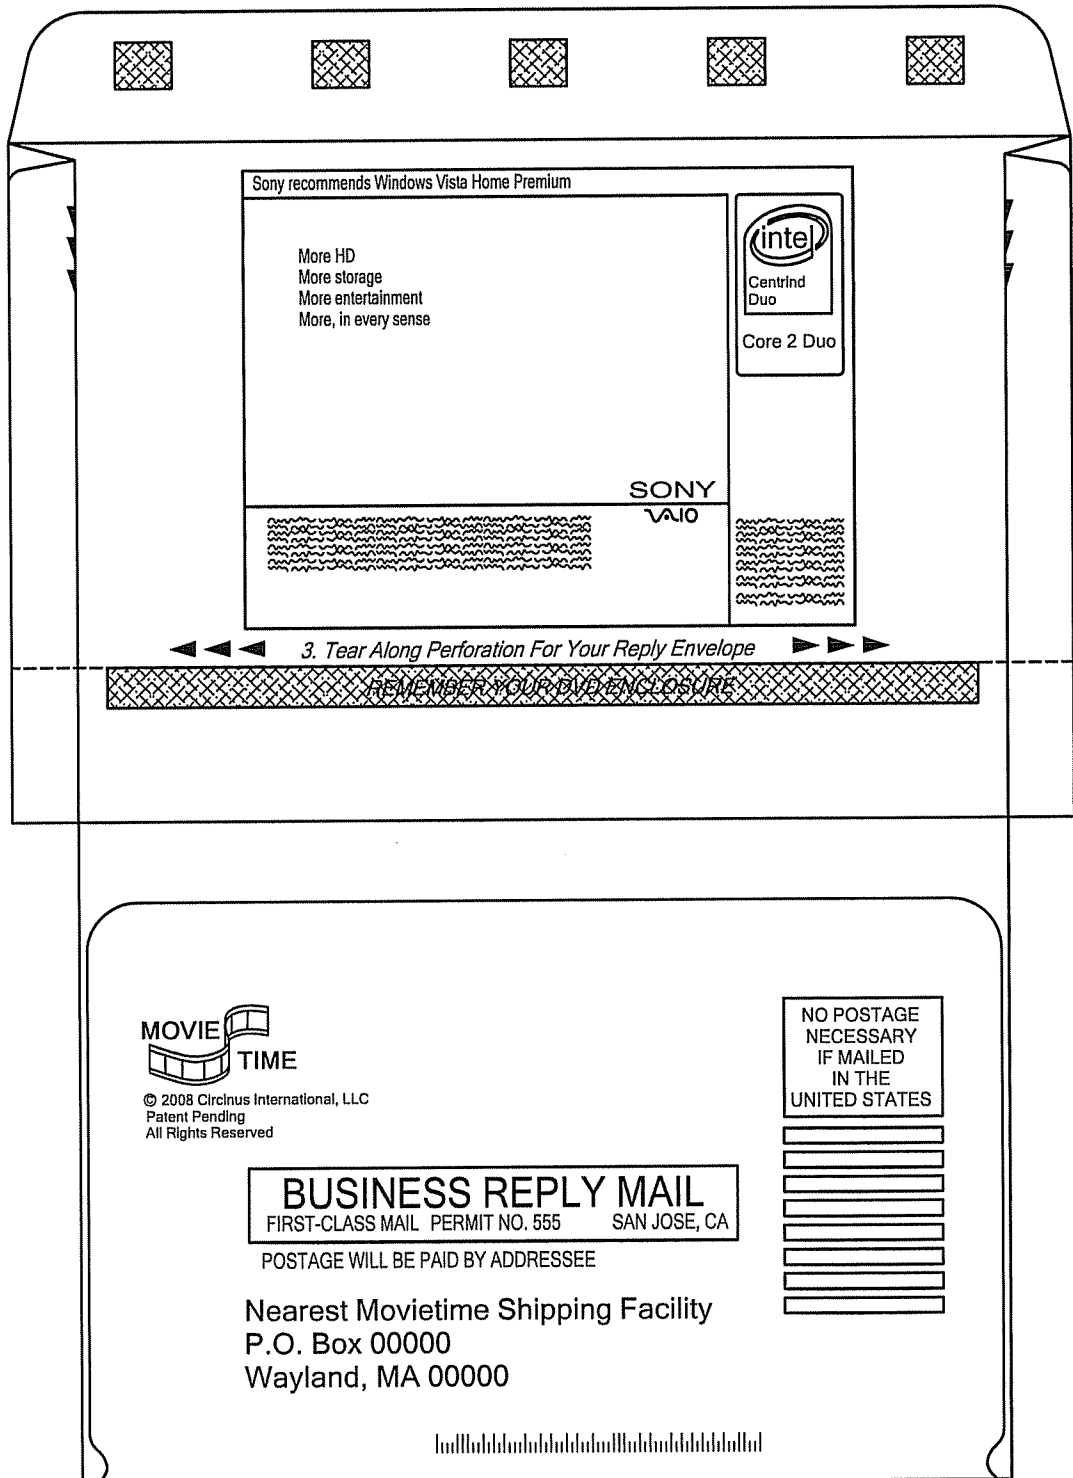 Sony recommends Windows Vista Home Premium
More HD
More storage
More entertainment
More, in every sense
intel
Centrind
Duo
Core 2 Duo
SONY
VAIO
3. Tear Along Perforation For Your Reply Envelope
REMEMBER YOUR DVD ENCLOSURE
MOVIE
TIME
© 2008 Circinus International, LLC
Patent Pending
All Rights Reserved
NO POSTAGE
NECESSARY
IF MAILED
IN THE
UNITED STATES
BUSINESS REPLY MAIL
FIRST-CLASS MAIL PERMIT NO. 555 SAN JOSE, CA
POSTAGE WILL BE PAID BY ADDRESSEE
Nearest Movietime Shipping Facility
P.O. Box 00000
Wayland, MA 00000